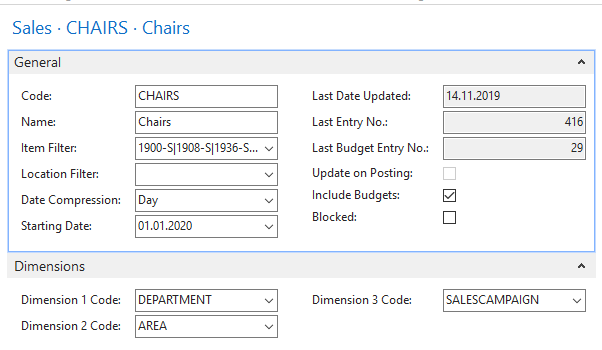 Sales · CHAIRS · Chairs
General
Code: CHAIRS
Name: Chairs
Item Filter: 1900-S|1908-S|1936-S...
Location Filter:
Date Compression: Day
Starting Date: 01.01.2020
Last Date Updated: 14.11.2019
Last Entry No.: 416
Last Budget Entry No.: 29
Update on Posting:
Include Budgets:
Blocked:
Dimensions
Dimension 1 Code: DEPARTMENT
Dimension 2 Code: AREA
Dimension 3 Code: SALESCAMPAIGN